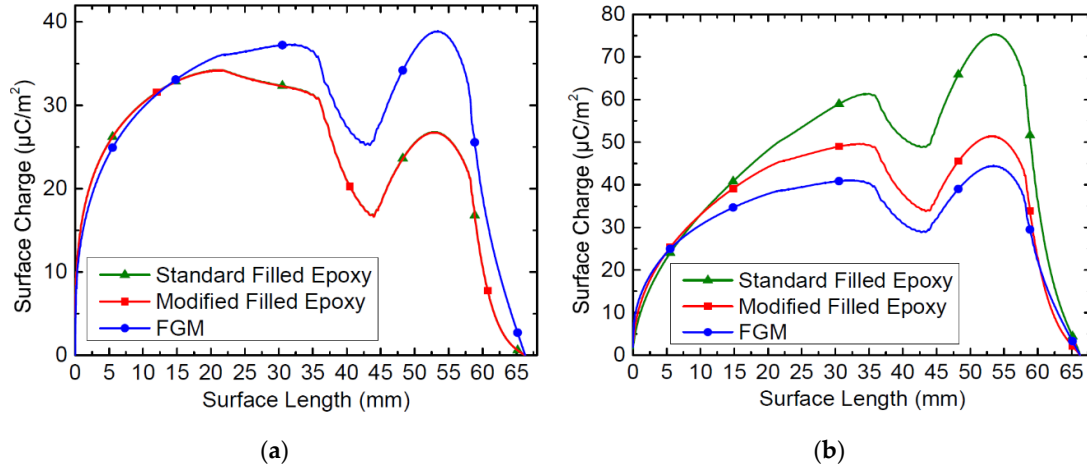 40
30
20
10
0
Surface Charge (μC/m²)
Standard Filled Epoxy
Modified Filled Epoxy
FGM
0 5 10 15 20 25 30 35 40 45 50 55 60 65
Surface Length (mm)
(a)
80
70
60
50
40
30
20
10
0
Surface Charge (μC/m²)
Standard Filled Epoxy
Modified Filled Epoxy
FGM
0 5 10 15 20 25 30 35 40 45 50 55 60 65
Surface Length (mm)
(b)